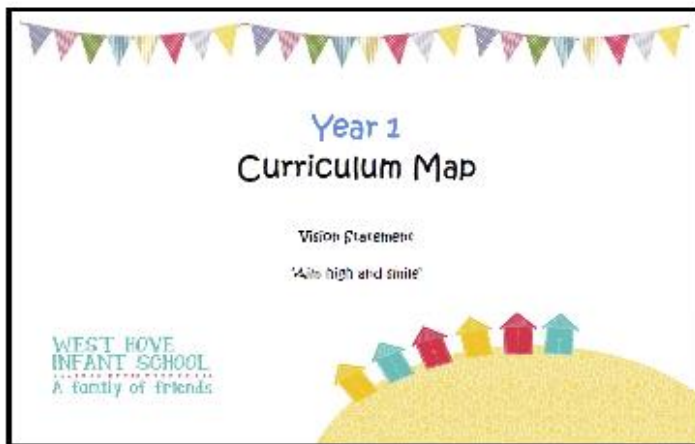 Year 1
Curriculum Map
Vision Statement
'Aim high and smile'
WEST HOVE
INFANT SCHOOL
A family of friends